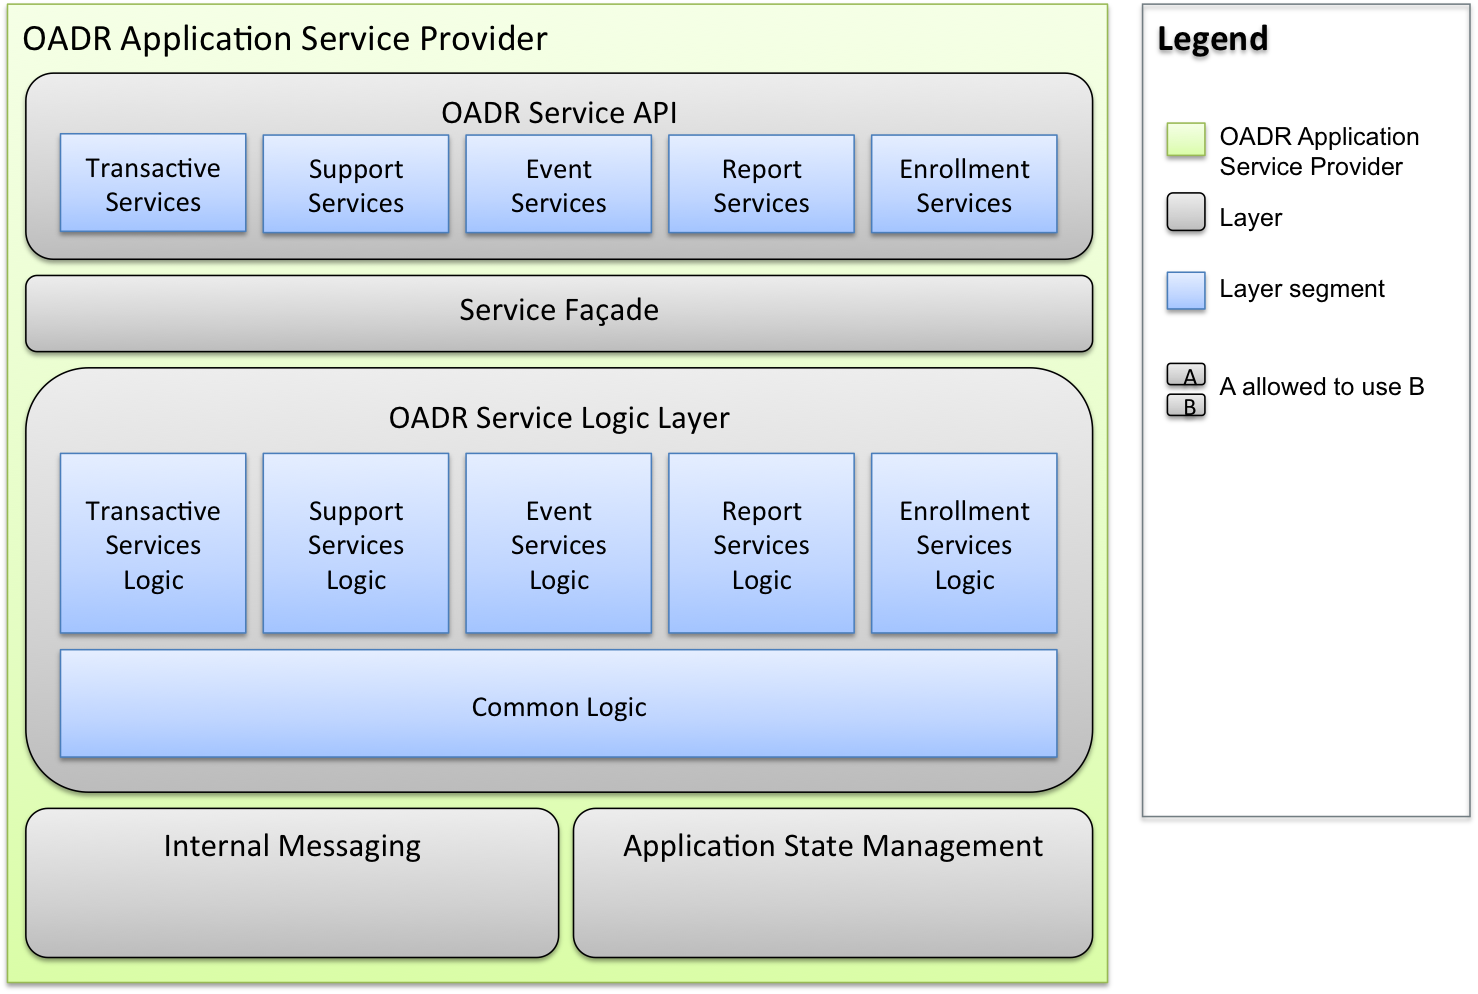 OADR Application Service Provider
OADR Service API
Transactive
Services
Support
Services
Event
Services
Report
Services
Enrollment
Services
Service Façade
OADR Service Logic Layer
Transactive
Services
Logic
Support
Services
Logic
Event
Services
Logic
Report
Services
Logic
Enrollment
Services
Logic
Common Logic
Internal Messaging
Application State Management
Legend
OADR Application
Service Provider
Layer
Layer segment
A
B
A allowed to use B